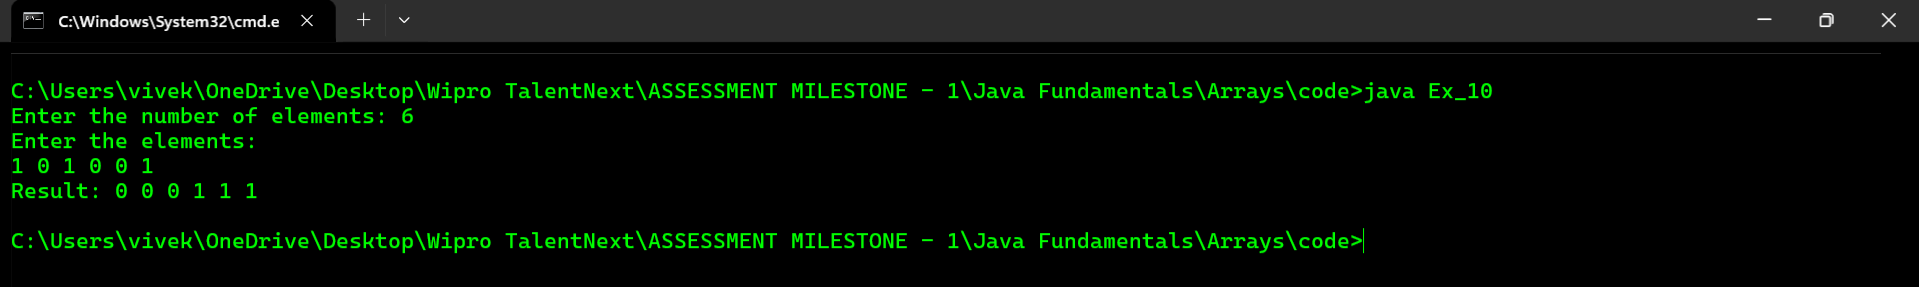 C:\Windows\System32\cmd.e
C:\Users\vivek\OneDrive\Desktop\Wipro TalentNext\ASSESSMENT MILESTONE - 1\Java Fundamentals\Arrays\code>java Ex_10
Enter the number of elements: 6
Enter the elements:
1 0 1 0 0 1
Result: 0 0 0 1 1 1
C:\Users\vivek\OneDrive\Desktop\Wipro TalentNext\ASSESSMENT MILESTONE - 1\Java Fundamentals\Arrays\code>